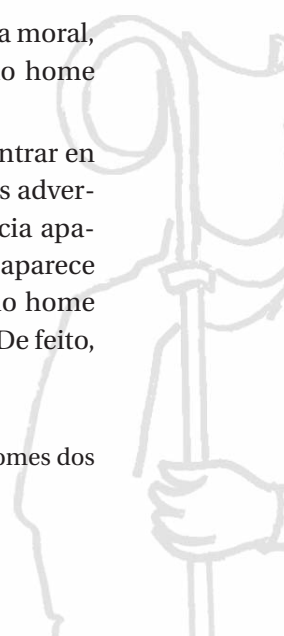 a moral,
o home
ntrar en
s adver-
cia apa-
aparece
o home
De feito,
omes dos